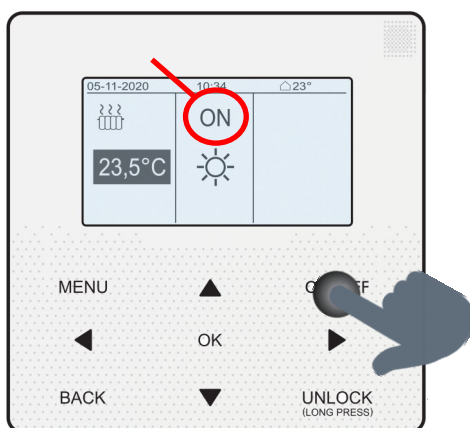 05-11-2020 10:34 23°
ON
23,5°C
MENU
OK
BACK
UNLOCK
(LONG PRESS)